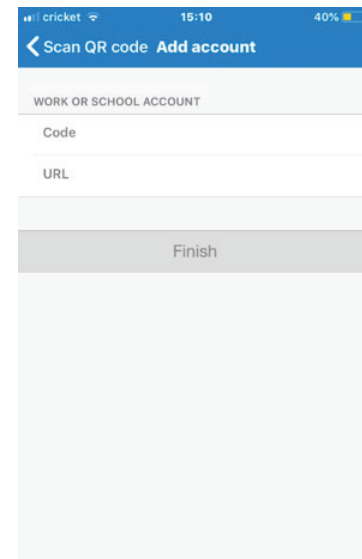 cricket 15:10 40%
Scan QR code Add account
WORK OR SCHOOL ACCOUNT
Code
URL
Finish